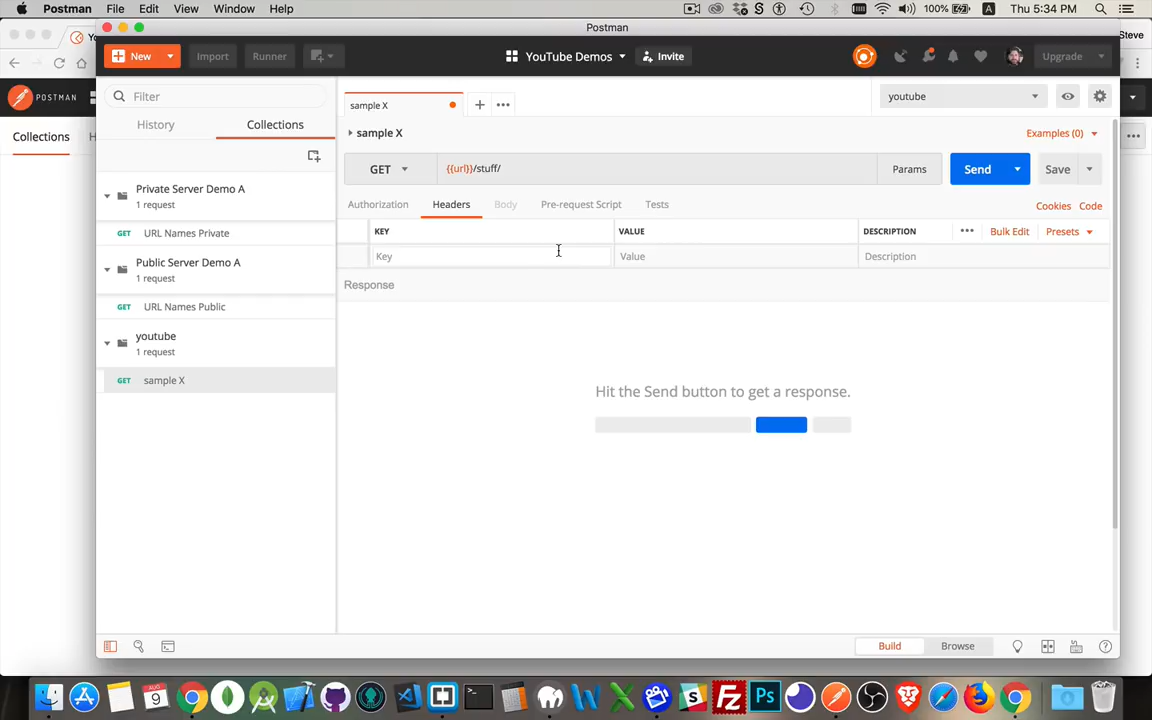 Postman File Edit View Window Help
100% Thu 5:34 PM
Postman
Steve
New Import Runner
YouTube Demos Invite
Upgrade
POSTMAN
Collections
Filter
History Collections
Private Server Demo A
1 request
GET URL Names Private
Public Server Demo A
1 request
GET URL Names Public
youtube
1 request
GET sample X
sample X
youtube
sample X
Examples (0)
GET {{url}}/stuff/ Params Send Save
Authorization Headers Body Pre-request Script Tests Cookies Code
KEY VALUE DESCRIPTION Bulk Edit Presets
Key Value Description
Response
Hit the Send button to get a response.
Build Browse
AUG
9